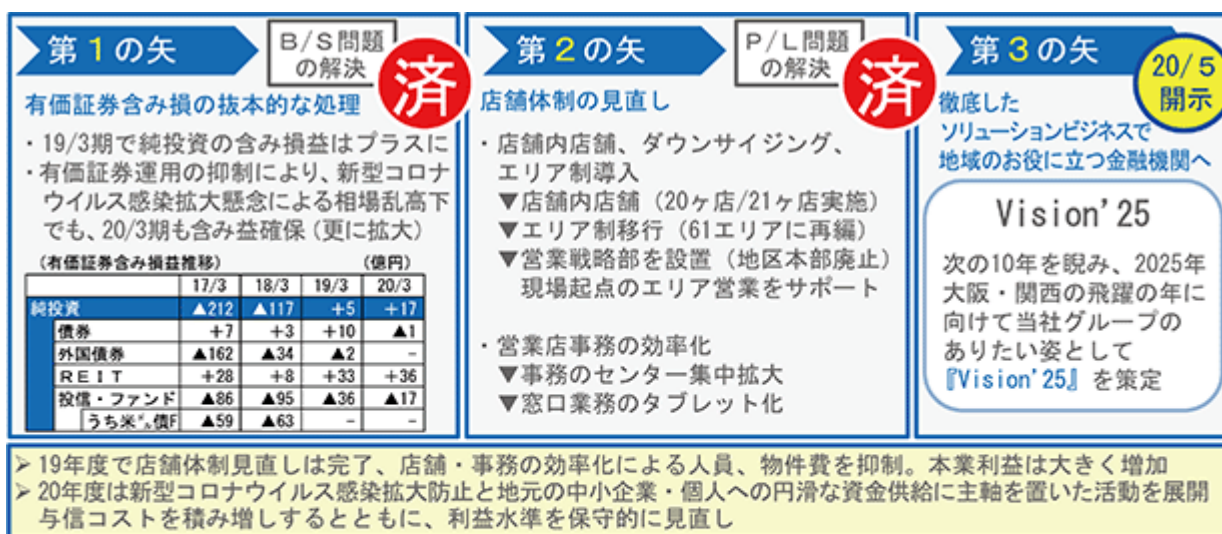 第1の矢
B/S問題
の解決
済
有価証券含み損の抜本的な処理
・19/3期で純投資の含み損益はプラスに
・有価証券運用の抑制により、新型コロナ
ウイルス感染拡大懸念による相場乱高下
でも、20/3期も含み益確保(更に拡大)
(有価証券含み損益推移) (億円)
17/3 18/3 19/3 20/3
純投資 ▲212 ▲117 +5 +17
債券 +7 +3 +10 ▲1
外国債券 ▲162 ▲34 ▲2 -
REIT +28 +8 +33 +36
投信・ファンド ▲86 ▲95 ▲36 ▲17
うち米ﾍﾞｱ債F ▲59 ▲63 - -
第2の矢
P/L問題
の解決
済
店舗体制の見直し
・店舗内店舗、ダウンサイジング、
エリア制導入
▼店舗内店舗(20ヶ店/21ヶ店実施)
▼エリア制移行(61エリアに再編)
▼営業戦略部を設置(地区本部廃止)
現場起点のエリア営業をサポート
・営業店事務の効率化
▼事務のセンター集中拡大
▼窓口業務のタブレット化
第3の矢
20/5
開示
徹底した
ソリューションビジネスで
地域のお役に立つ金融機関へ
Vision'25
次の10年を睨み、2025年
大阪・関西の飛躍の年に
向けて当社グループの
ありたい姿として
『Vision'25』を策定
➢ 19年度で店舗体制見直しは完了、店舗・事務の効率化による人員、物件費を抑制。本業利益は大きく増加
➢ 20年度は新型コロナウイルス感染拡大防止と地元の中小企業・個人への円滑な資金供給に主軸を置いた活動を展開
与信コストを積み増しするとともに、利益水準を保守的に見直し